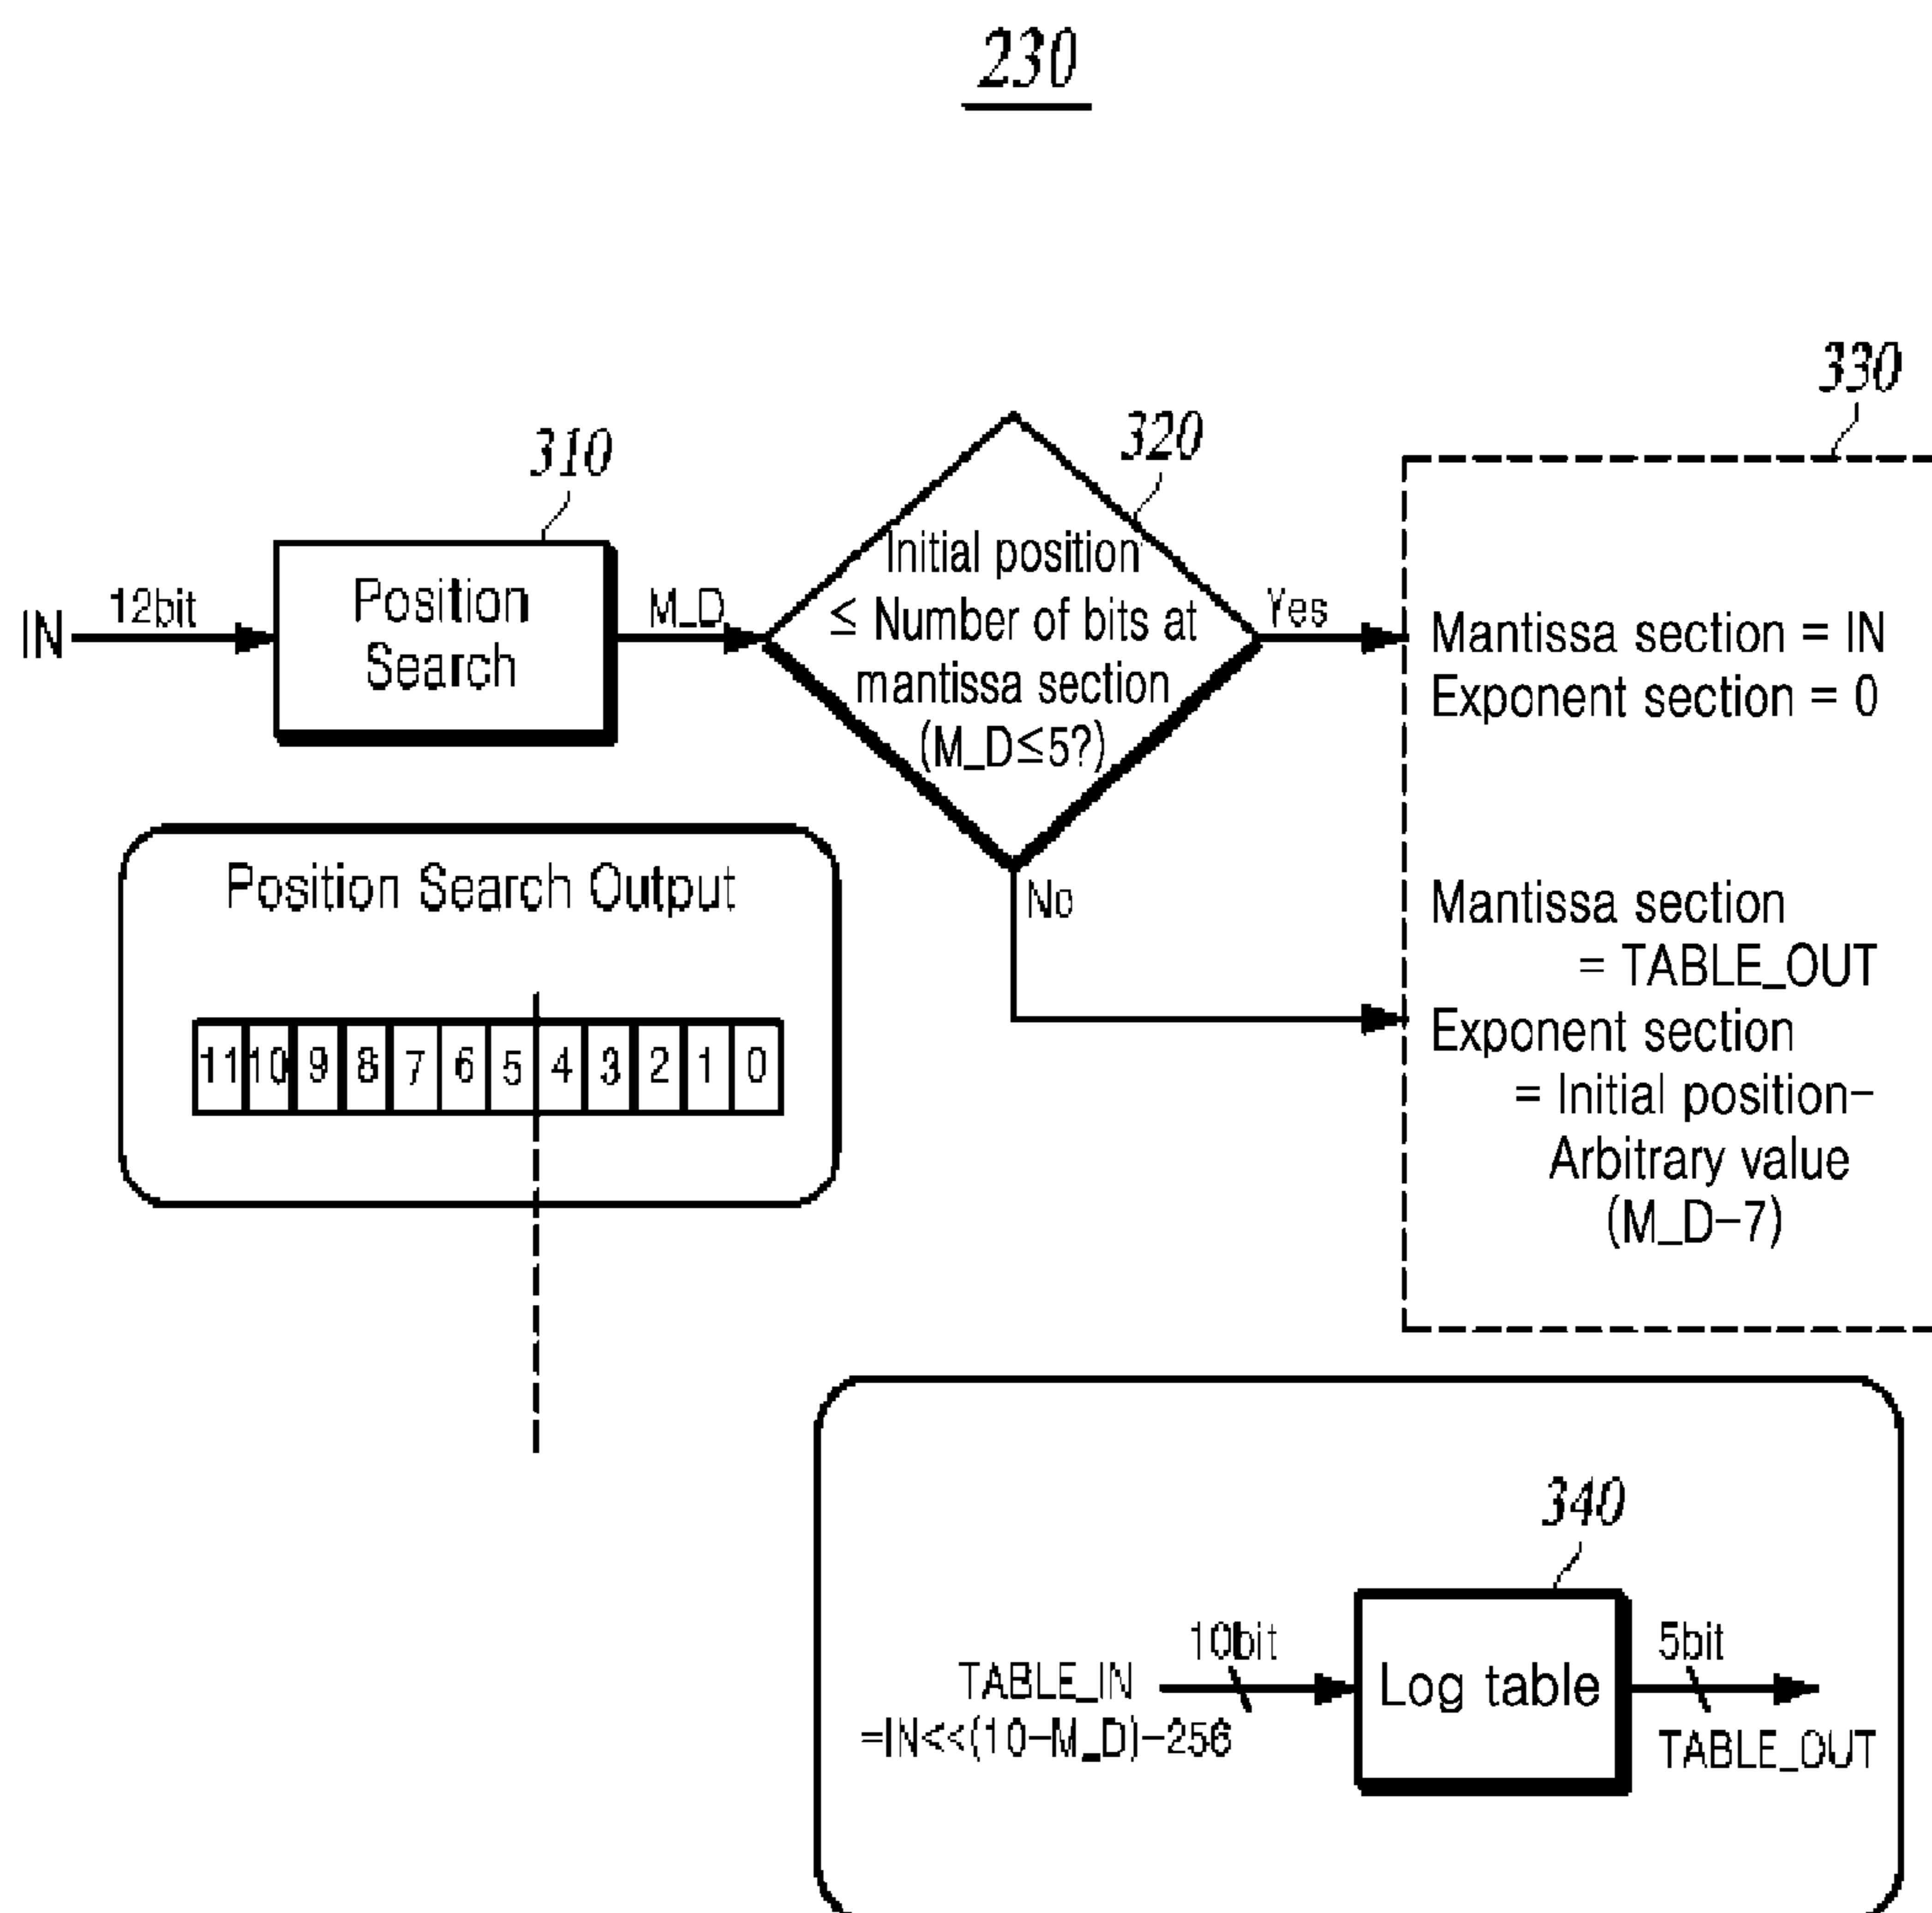 230
310
320
330
IN
12bit
Position
Search
M_D
Initial position
≤ Number of bits at
mantissa section
(M_D≤5?)
Yes
No
Mantissa section = IN
Exponent section = 0
Mantissa section
= TABLE_OUT
Exponent section
= Initial position-
Arbitrary value
(M_D-7)
Position Search Output
11 10 9 8 7 6 5 4 3 2 1 0
340
TABLE_IN
=IN<<(10-M_D)-256
10bit
Log table
5bit
TABLE_OUT